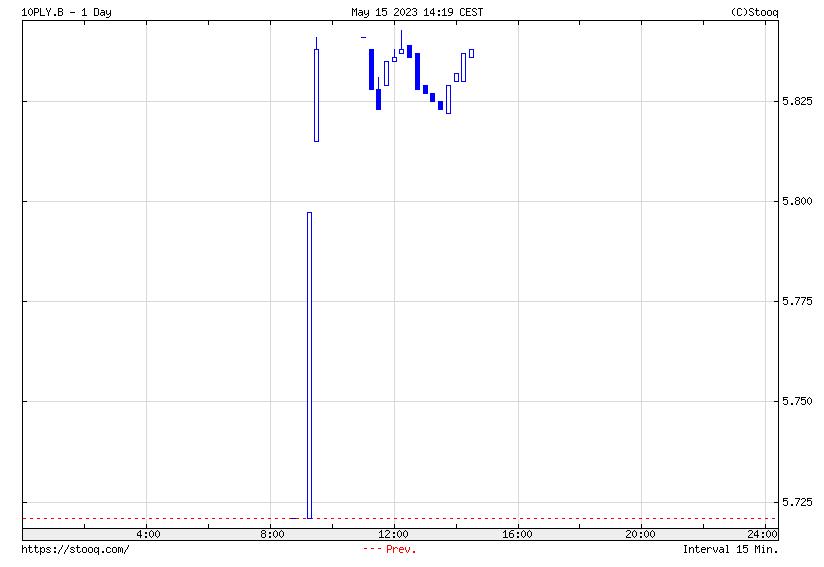 10PLY.B - 1 Day May 15 2023 14:19 CEST (C)Stooq
5.825
5.800
5.775
5.750
5.725
4:00 8:00 12:00 16:00 20:00 24:00
https://stooq.com/ --- Prev. Interval 15 Min.